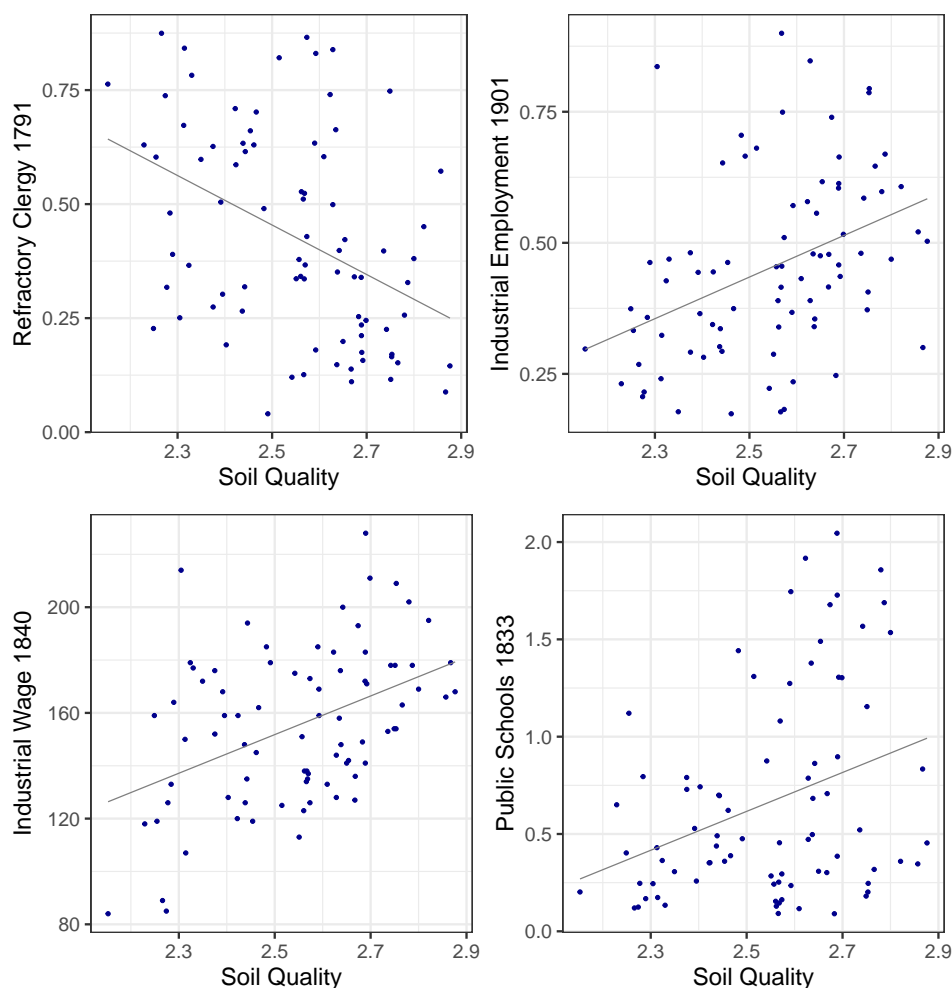 Refractory Clergy 1791
0.75
0.50
0.25
0.00
2.3 2.5 2.7 2.9
Soil Quality
Industrial Employment 1901
0.75
0.50
0.25
2.3 2.5 2.7 2.9
Soil Quality
Industrial Wage 1840
200
160
120
80
2.3 2.5 2.7 2.9
Soil Quality
Public Schools 1833
2.0
1.5
1.0
0.5
0.0
2.3 2.5 2.7 2.9
Soil Quality